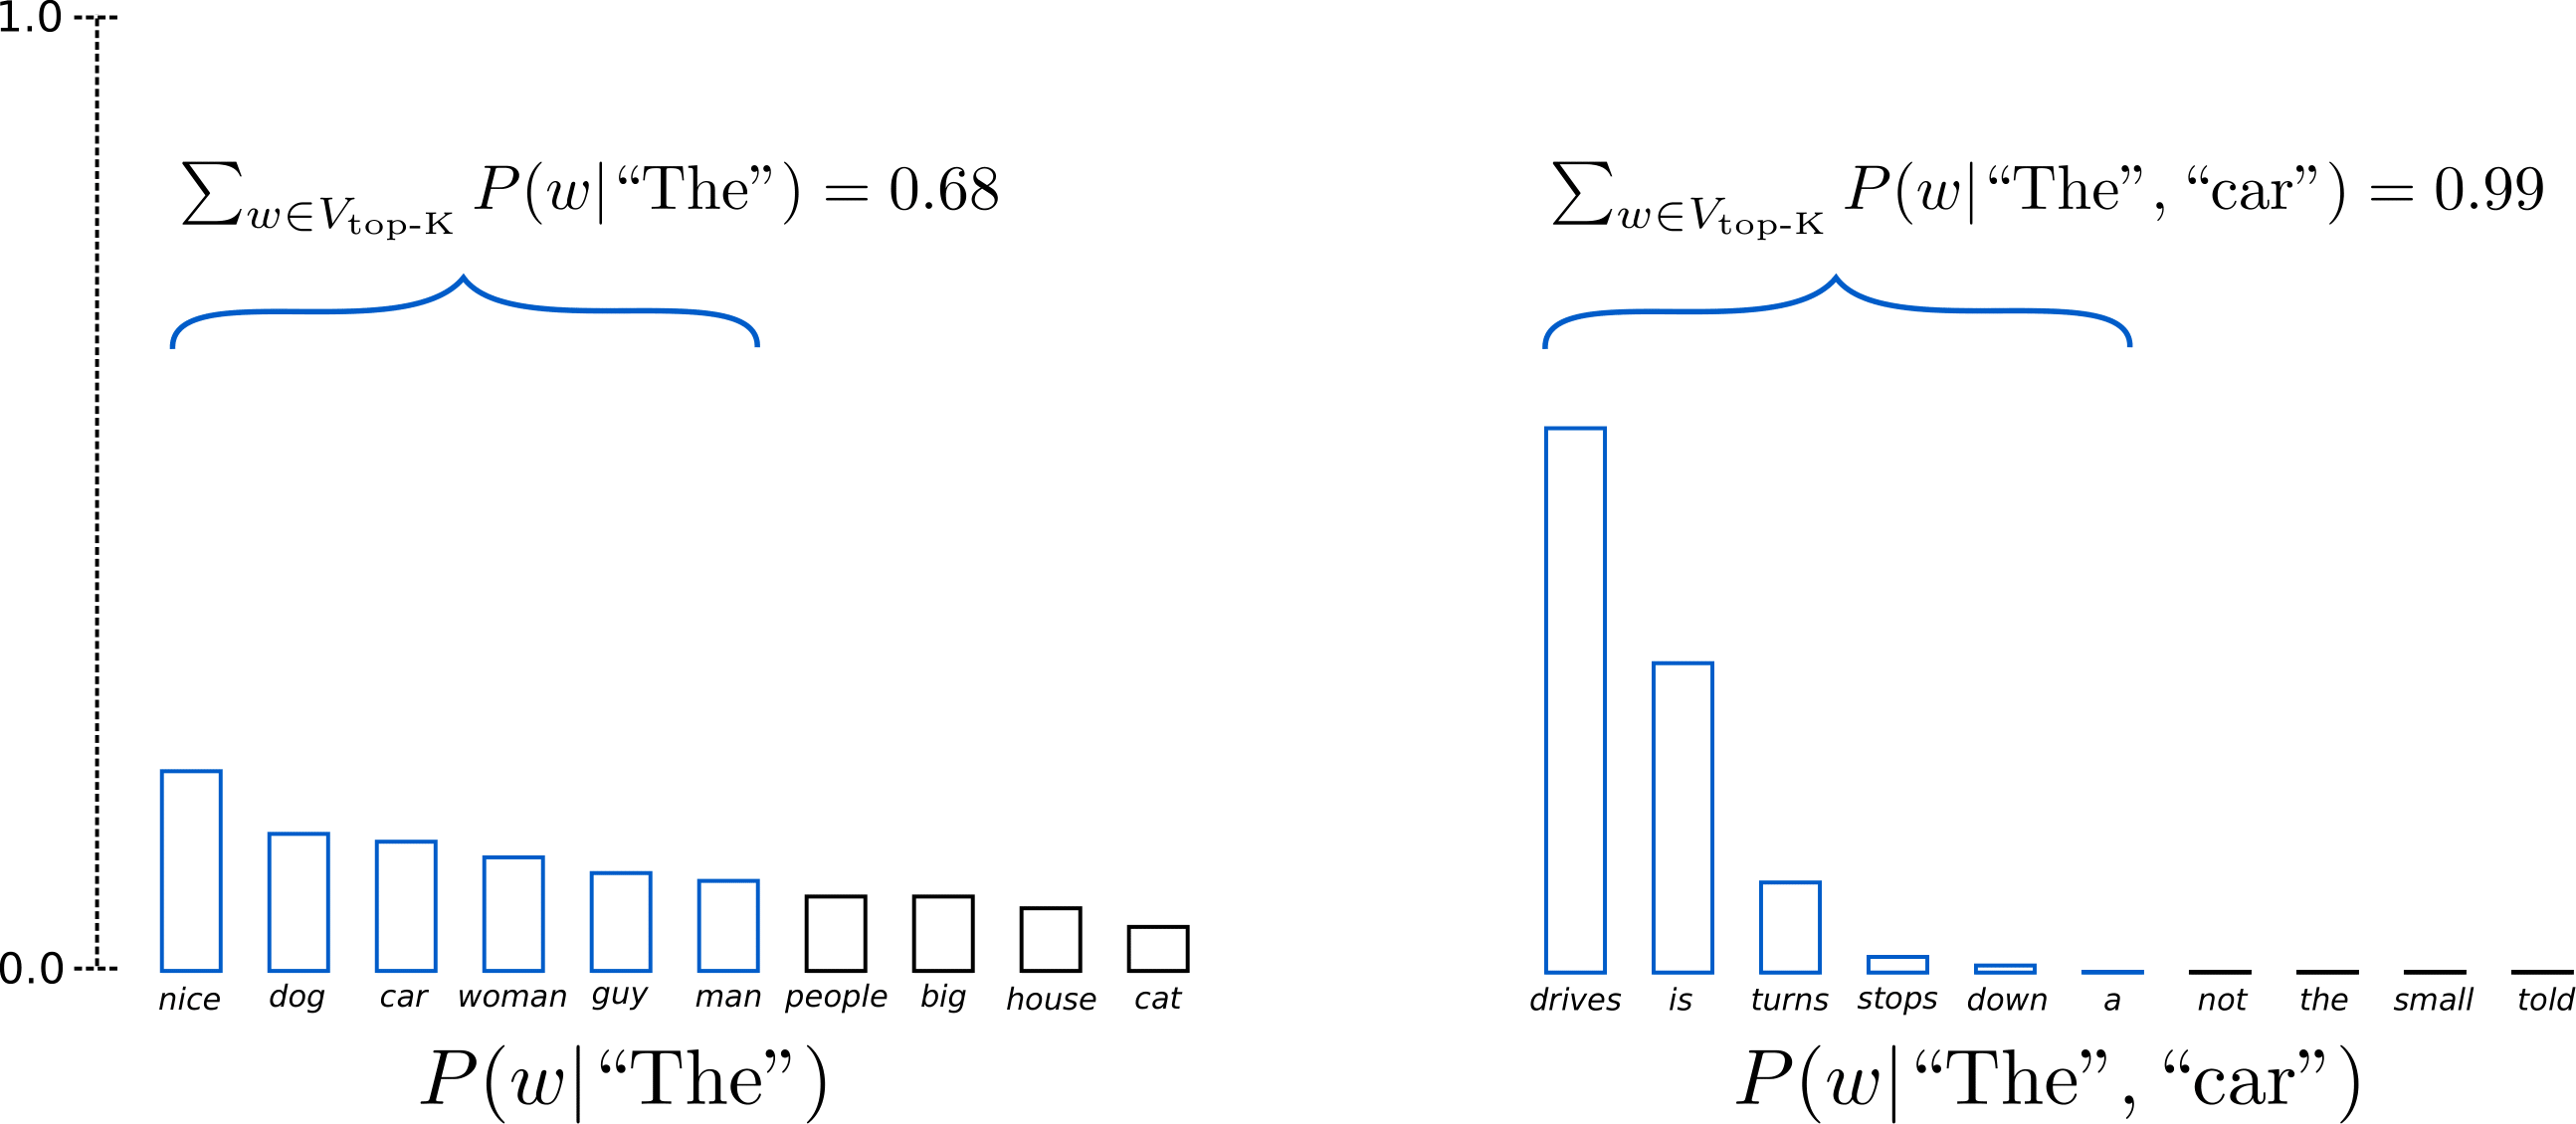 1.0
∑w∈Vtop-K P(w|“The”) = 0.68
∑w∈Vtop-K P(w|“The”, “car”) = 0.99
0.0
nice dog car woman guy man people big house cat
drives is turns stops down a not the small told
P(w|“The”)
P(w|“The”, “car”)